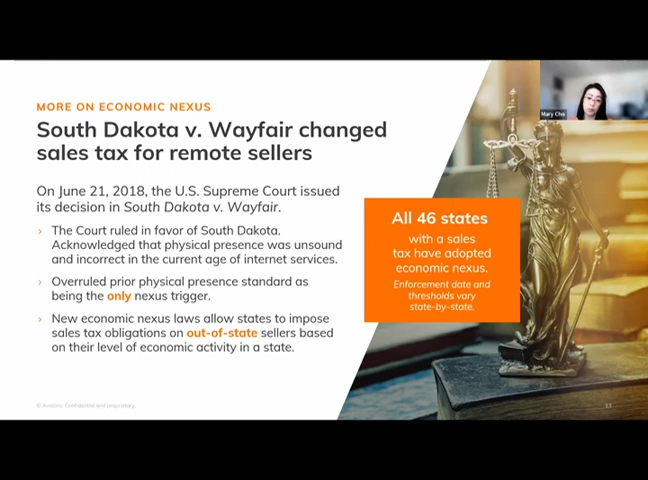 Mary Cho
MORE ON ECONOMIC NEXUS
South Dakota v. Wayfair changed
sales tax for remote sellers
On June 21, 2018, the U.S. Supreme Court issued
its decision in South Dakota v. Wayfair.
› The Court ruled in favor of South Dakota.
Acknowledged that physical presence was unsound
and incorrect in the current age of internet services.
› Overruled prior physical presence standard as
being the only nexus trigger.
› New economic nexus laws allow states to impose
sales tax obligations on out-of-state sellers based
on their level of economic activity in a state.
All 46 states
with a sales
tax have adopted
economic nexus.
Enforcement date and
thresholds vary
state-by-state.
© Avalara. Confidential and proprietary.